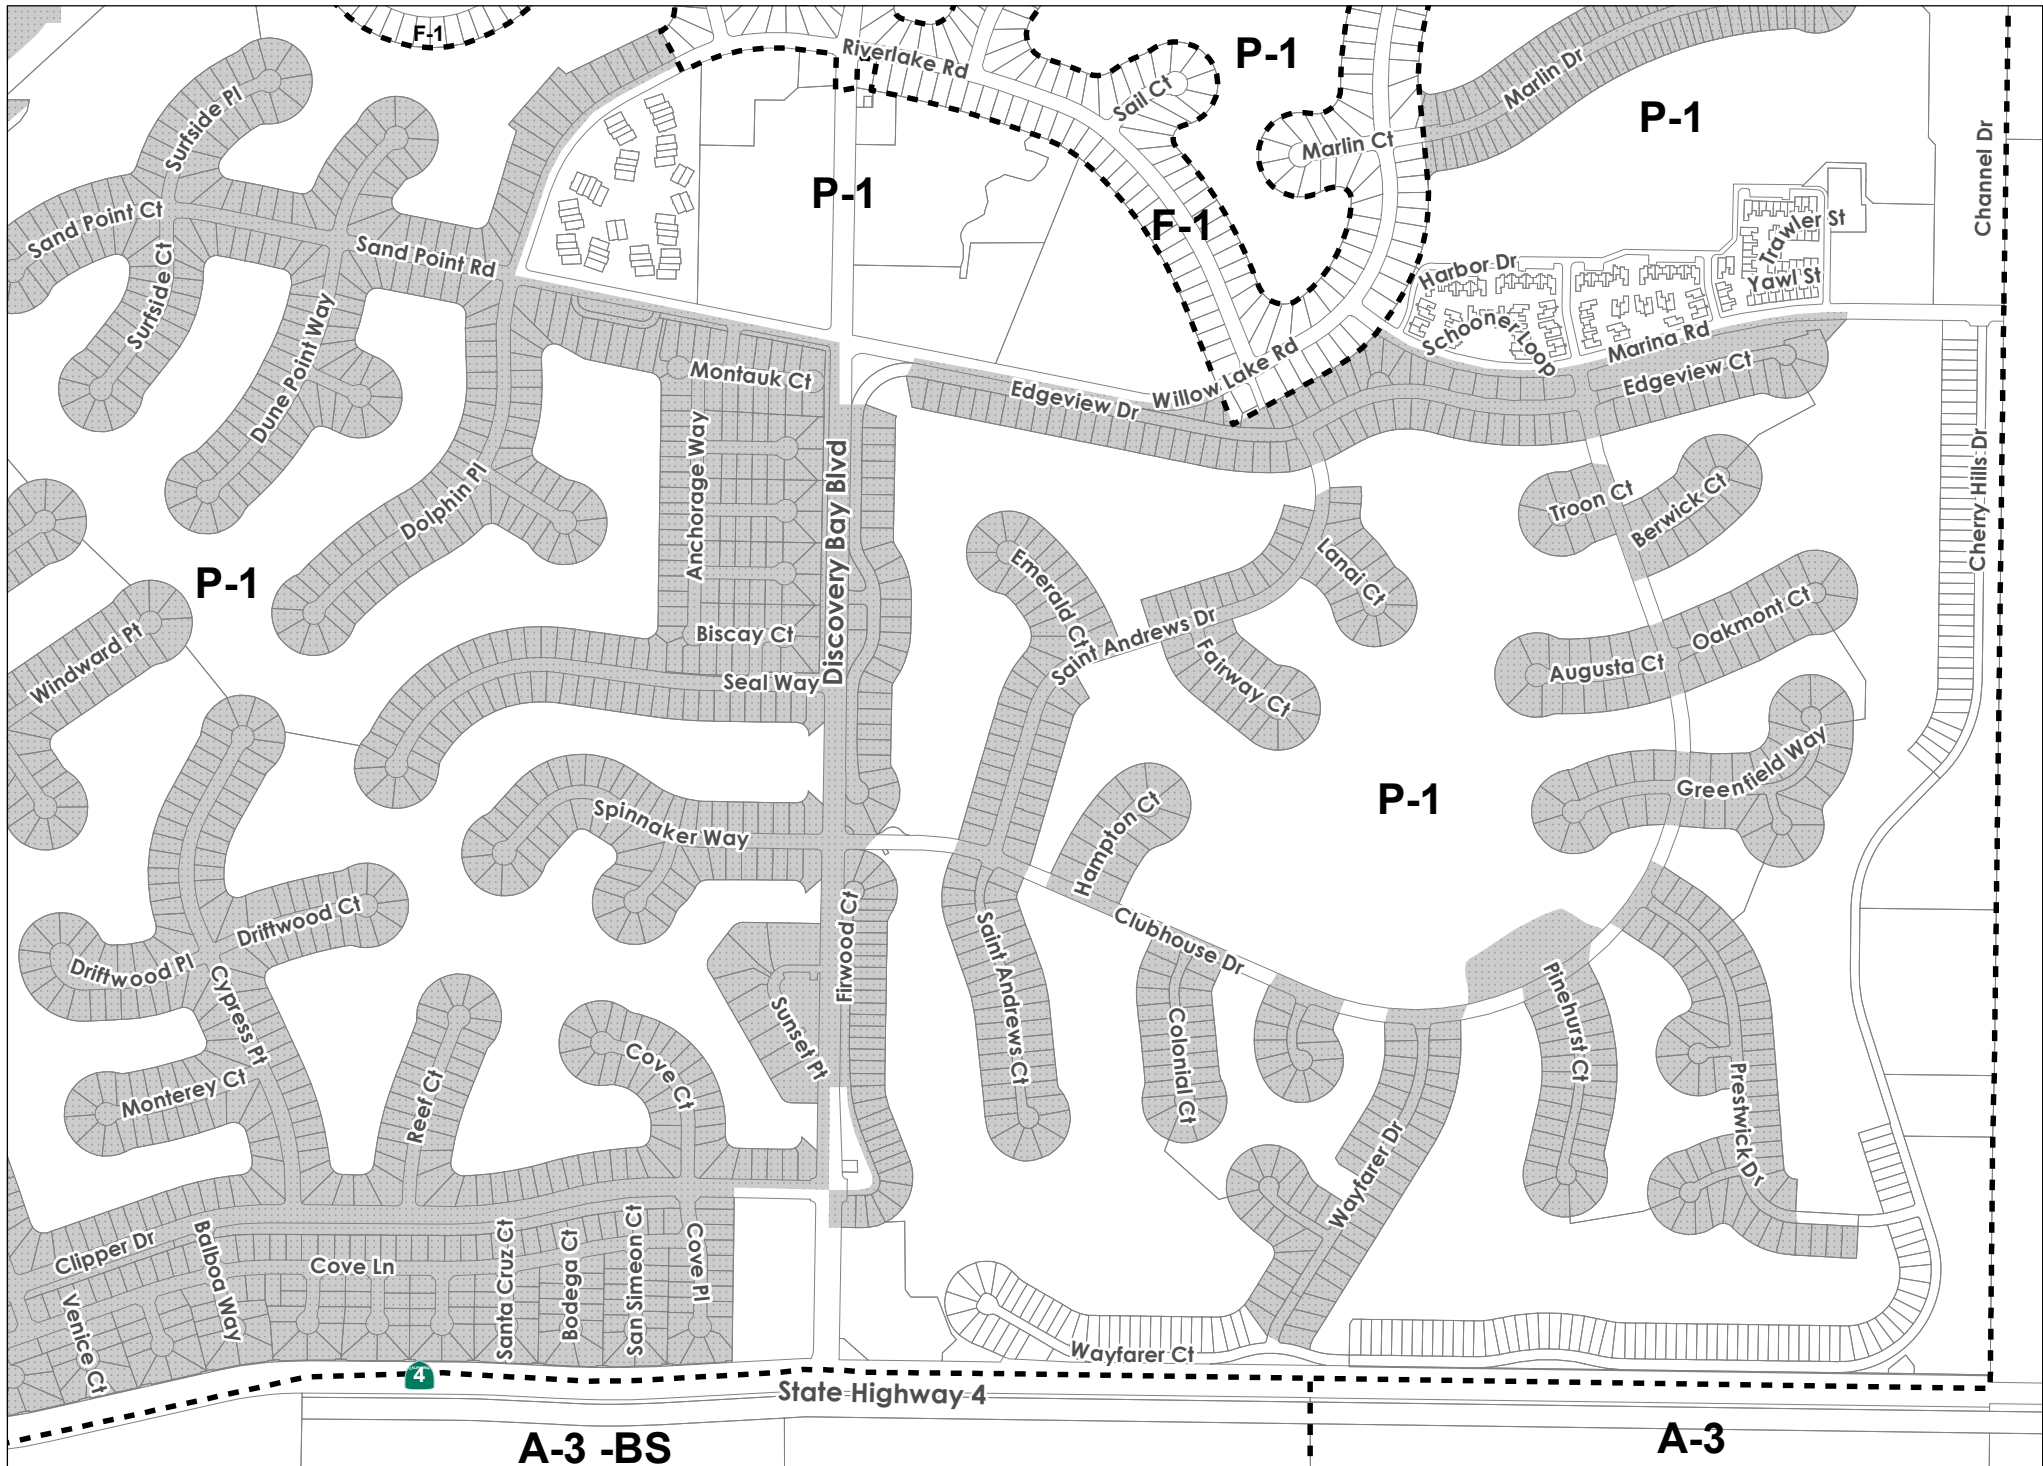 F-1
Riverlake Rd
P-1
Sail Ct
Marlin Dr
P-1
Surfside Pl
Marlin Ct
Channel Dr
P-1
Sand Point Ct
F-1
Trawler St
Sand Point Rd
Harbor Dr
Yawl St
Surfside Ct
Dune Point Way
Schooner Loop
Marina Rd
Montauk Ct
Edgeview Dr
Willow Lake Rd
Edgeview Ct
Anchorage Way
Discovery Bay Blvd
Cherry Hills Dr
Dolphin Pl
Troon Ct
Berwick Ct
P-1
Emerald Ct
Lanai Ct
Biscay Ct
Saint Andrews Dr
Oakmont Ct
Windward Pt
Seal Way
Fairway Ct
Augusta Ct
Spinnaker Way
P-1
Greenfield Way
Hampton Ct
Driftwood Ct
Firwood Ct
Clubhouse Dr
Driftwood Pl
Cypress Pt
Saint Andrews Ct
Pinehurst Ct
Sunset Pt
Cove Ct
Colonial Ct
Monterey Ct
Reef Ct
Prestwick Dr
Wayfarer Dr
Clipper Dr
Balboa Way
Cove Ln
Santa Cruz Ct
Bodega Ct
San Simeon Ct
Cove Pl
Venice Ct
Wayfarer Ct
4
State Highway 4
A-3 -BS
A-3